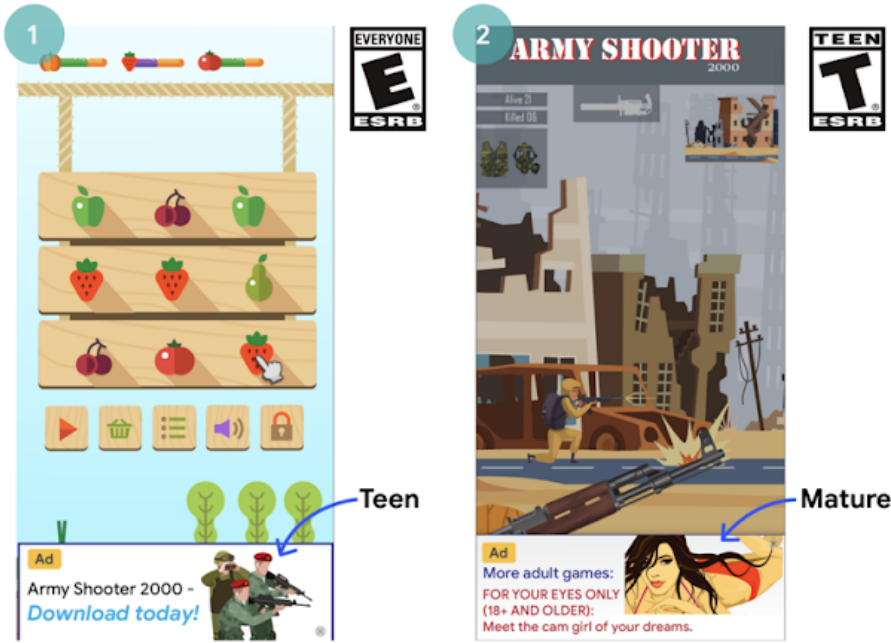 1
EVERYONE
E
ESRB
Ad
Army Shooter 2000 -
Download today!
Teen
2
ARMY SHOOTER
2000
Alive 21
Killed 06
TEEN
T
ESRB
Ad
More adult games:
FOR YOUR EYES ONLY
(18+ AND OLDER):
Meet the cam girl of your dreams.
Mature